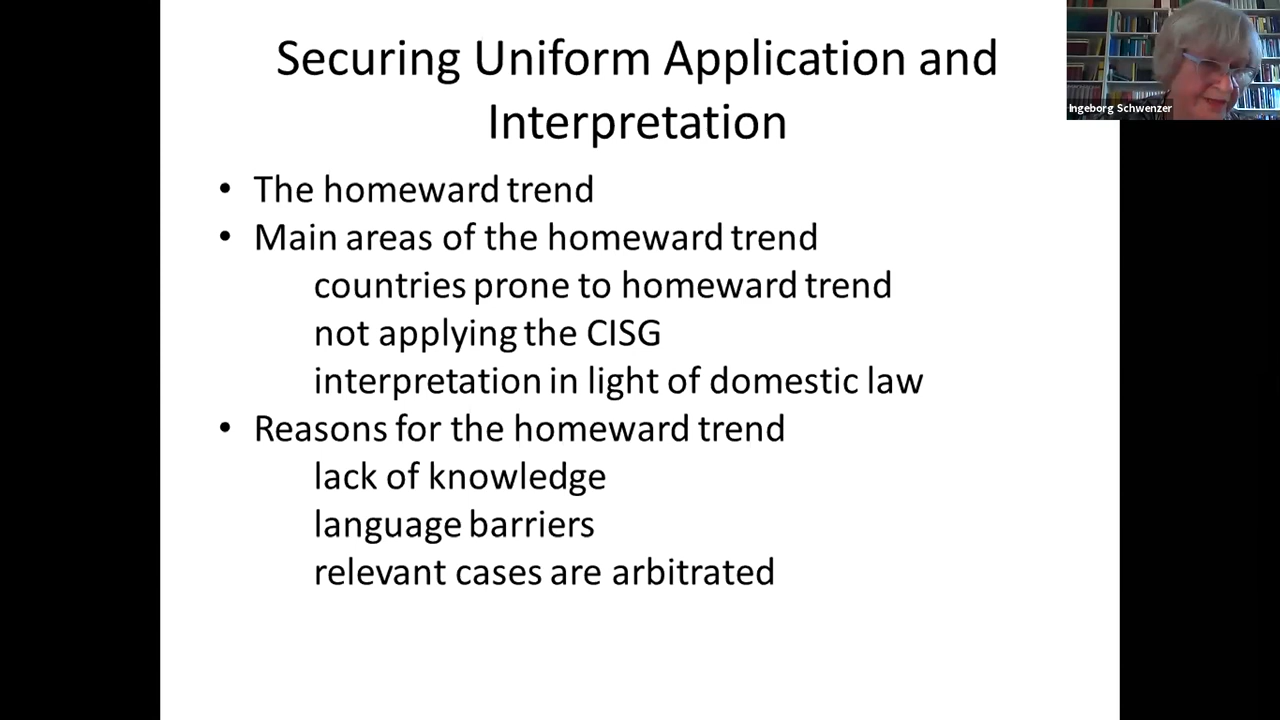 Securing Uniform Application and
Interpretation
• The homeward trend
• Main areas of the homeward trend
countries prone to homeward trend
not applying the CISG
interpretation in light of domestic law
• Reasons for the homeward trend
lack of knowledge
language barriers
relevant cases are arbitrated
Ingeborg Schwenzer